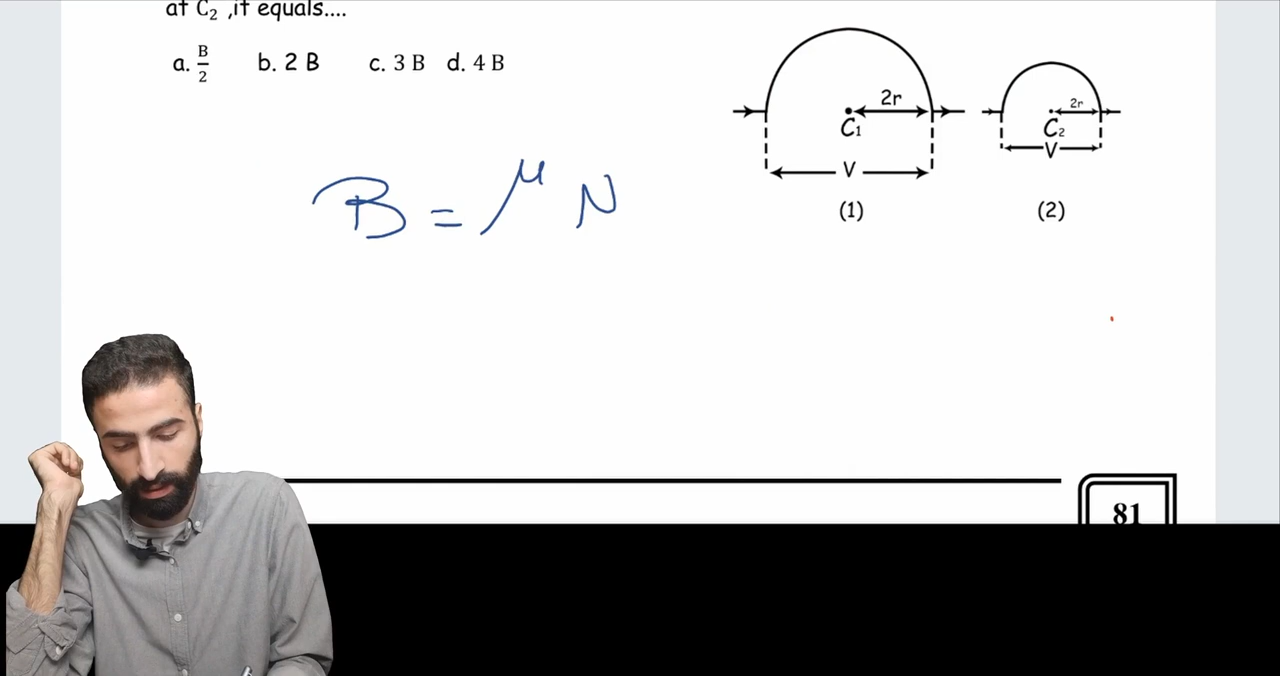 at C₂ ,it equals....
a. B/2 b. 2 B c. 3 B d. 4 B
2r
C₁
V
(1)
2r
C₂
V
(2)
B = μ N
81